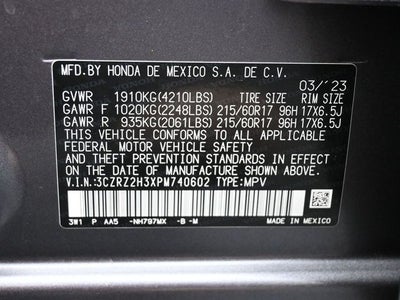 MFD.BY HONDA DE MEXICO S.A. DE C.V.
03/'23
GVWR 1910KG(4210LBS) TIRE SIZE RIM SIZE
GAWR F 1020KG(2248LBS) 215/60R17 96H 17X6.5J
GAWR R 935KG(2061LBS) 215/60R17 96H 17X6.5J
THIS VEHICLE CONFORMS TO ALL APPLICABLE
FEDERAL MOTOR VEHICLE SAFETY
STANDARDS IN EFFECT ON THE
DATE OF MANUFACTURE SHOWN ABOVE.
V.I.N.:3CZRZ2H3XPM740602 TYPE:MPV
3W1 P AA5 -NH797MX -B -M MADE IN MEXICO